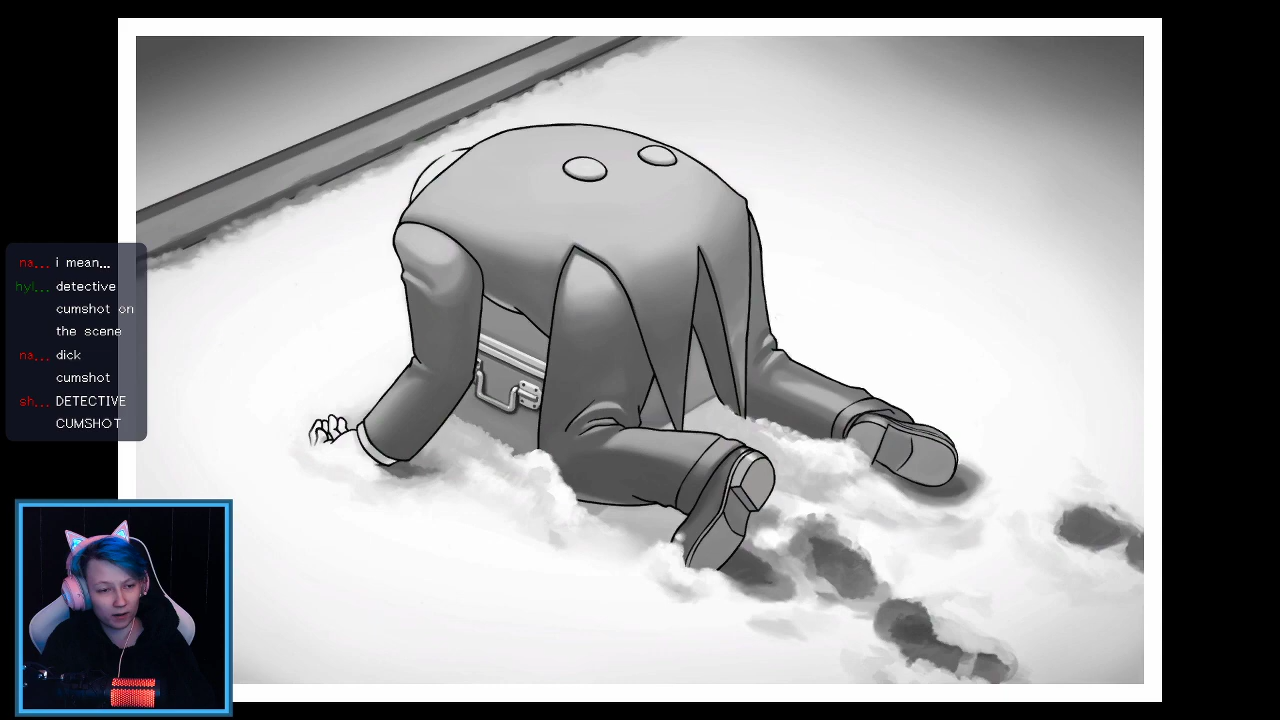 na... i mean...
hyl... detective
cumshot on
the scene
na... dick
cumshot
sh... DETECTIVE
CUMSHOT